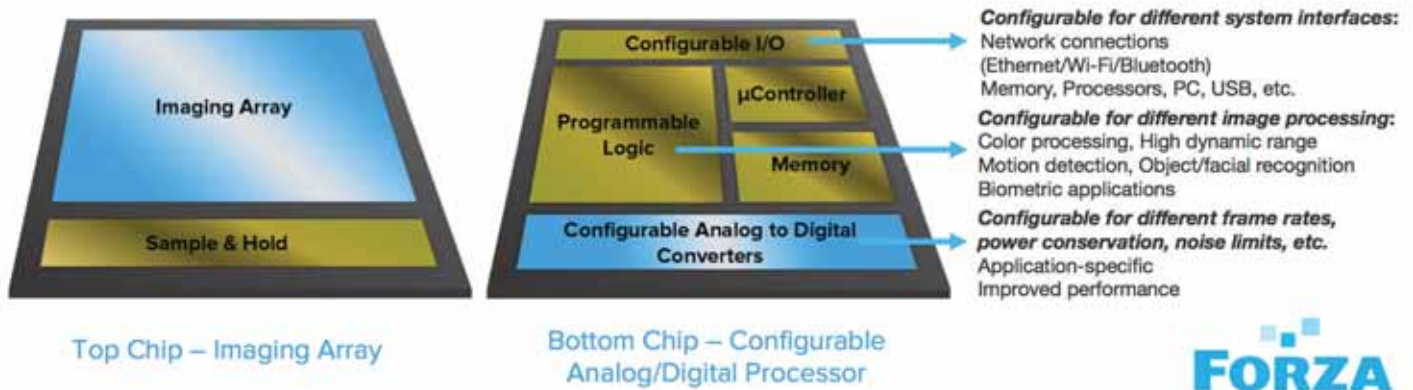 Imaging Array
Sample & Hold
Top Chip – Imaging Array
Configurable I/O
Programmable
Logic
µController
Memory
Configurable Analog to Digital
Converters
Bottom Chip – Configurable
Analog/Digital Processor
Configurable for different system interfaces:
Network connections
(Ethernet/Wi-Fi/Bluetooth)
Memory, Processors, PC, USB, etc.
Configurable for different image processing:
Color processing, High dynamic range
Motion detection, Object/facial recognition
Biometric applications
Configurable for different frame rates,
power conservation, noise limits, etc.
Application-specific
Improved performance
FORZA